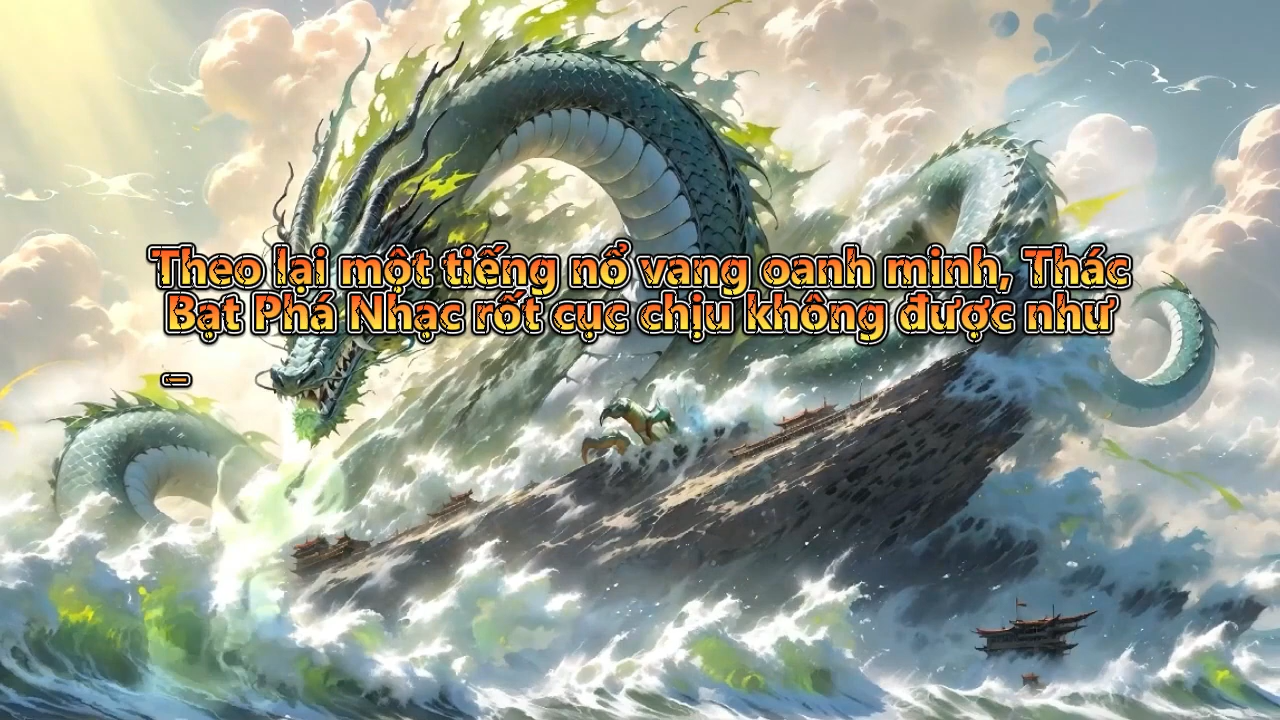 Theo lại một tiếng nổ vang oanh minh, Thác
Bạt Phá Nhạc rốt cục chịu không được như
–